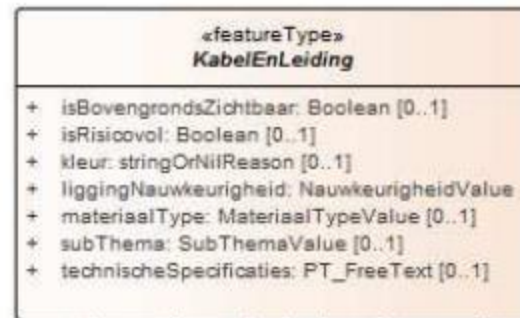 «featureType»
KabelEnLeiding
+ isBovengrondsZichtbaar: Boolean [0..1]
+ isRisicovol: Boolean [0..1]
+ kleur: stringOrNilReason [0..1]
+ liggingNauwkeurigheid: NauwkeurigheidValue
+ materiaalType: MateriaalTypeValue [0..1]
+ subThema: SubThemaValue [0..1]
+ technischeSpecificaties: PT_FreeText [0..1]